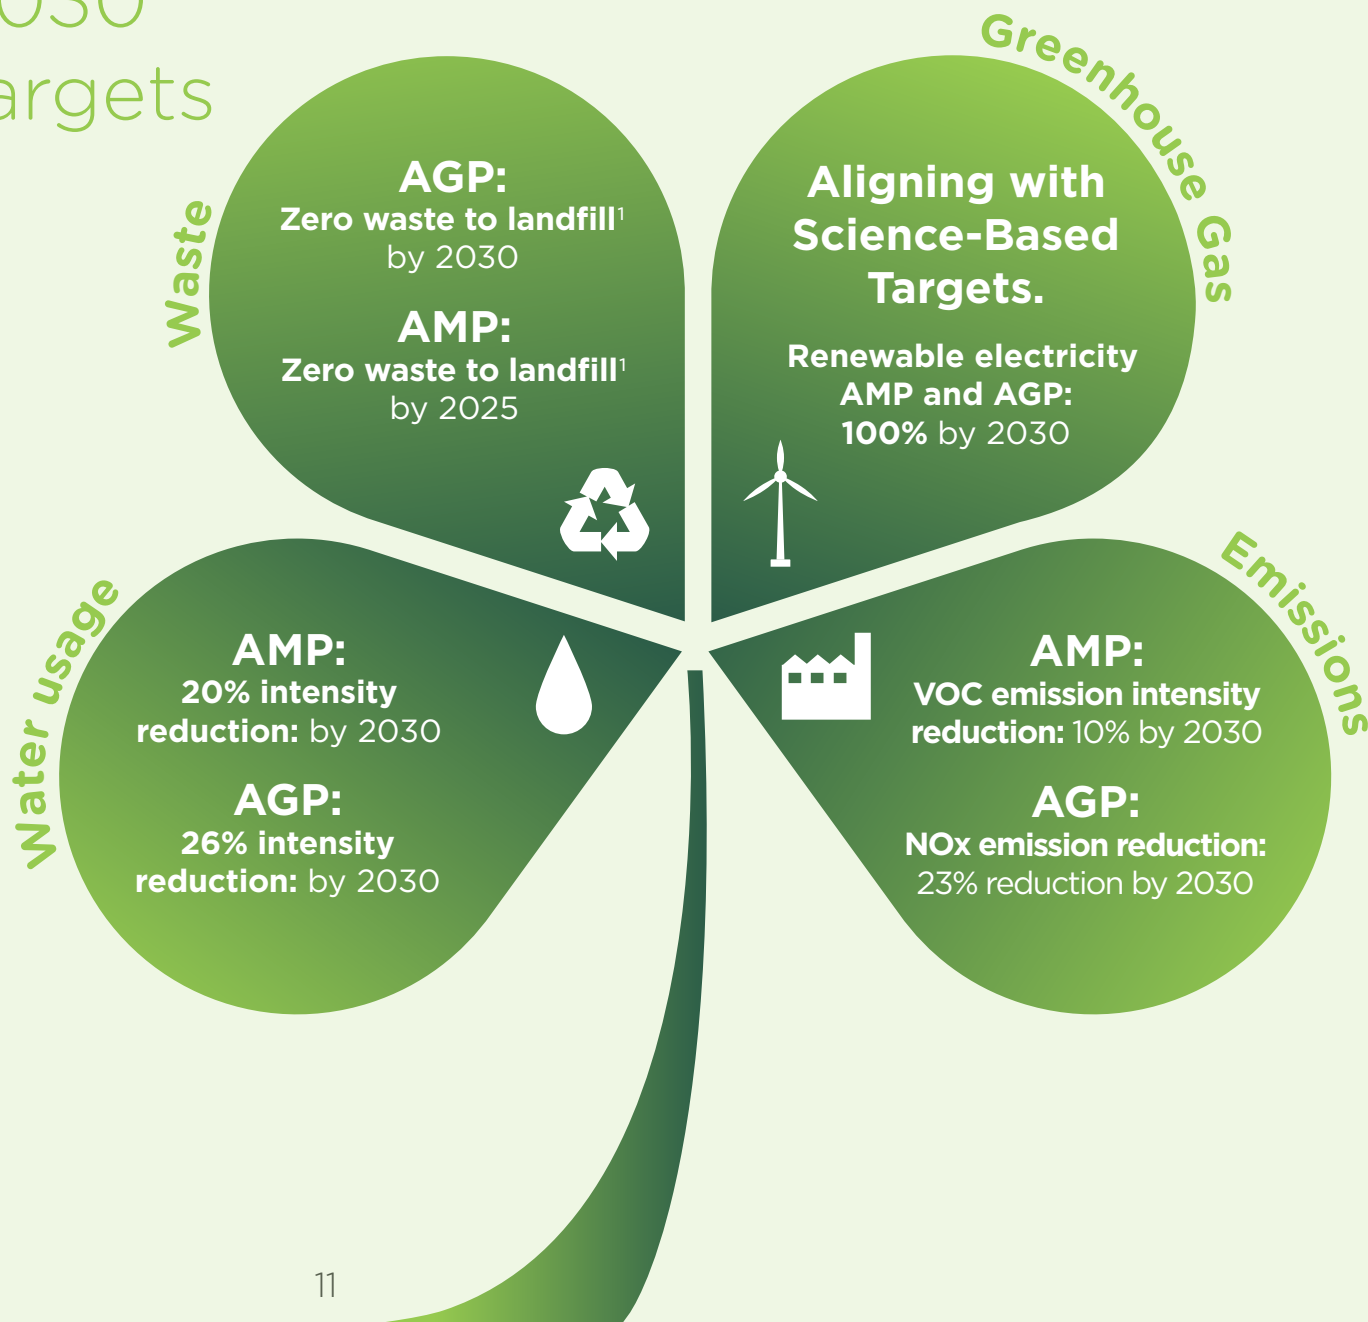 030
argets
Waste
AGP:
Zero waste to landfill¹
by 2030
AMP:
Zero waste to landfill¹
by 2025
Greenhouse Gas
Aligning with
Science-Based
Targets.
Renewable electricity
AMP and AGP:
100% by 2030
Water usage
AMP:
20% intensity
reduction: by 2030
AGP:
26% intensity
reduction: by 2030
Emissions
AMP:
VOC emission intensity
reduction: 10% by 2030
AGP:
NOx emission reduction:
23% reduction by 2030
11